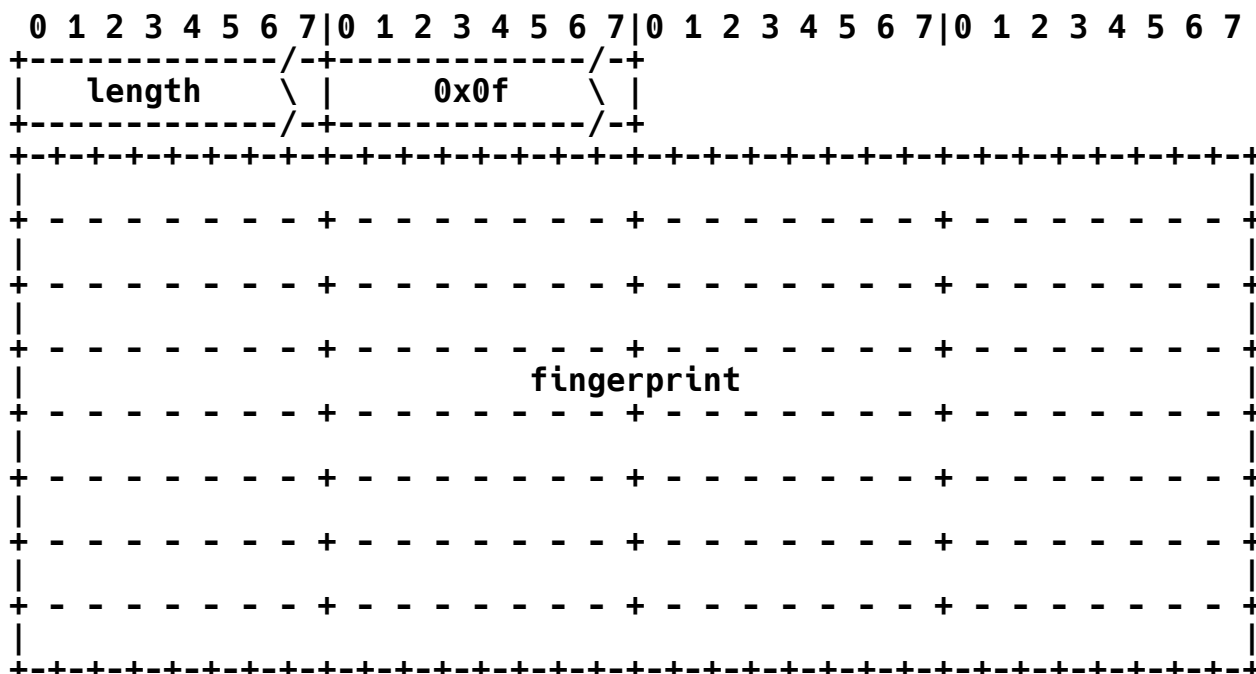 0 1 2 3 4 5 6 7|0 1 2 3 4 5 6 7|0 1 2 3 4 5 6 7|0 1 2 3 4 5 6 7
+-------------/-+-------------/-+
|   length    \ |     0x0f    \ |
+-------------/-+-------------/-+
+-+-+-+-+-+-+-+-+-+-+-+-+-+-+-+-+-+-+-+-+-+-+-+-+-+-+-+-+-+-+-+-+
|                                                               |
+ - - - - - - - + - - - - - - - + - - - - - - - + - - - - - - - +
|                                                               |
+ - - - - - - - + - - - - - - - + - - - - - - - + - - - - - - - +
|                                                               |
+ - - - - - - - + - - - - - - - + - - - - - - - + - - - - - - - +
|                          fingerprint                          |
+ - - - - - - - + - - - - - - - + - - - - - - - + - - - - - - - +
|                                                               |
+ - - - - - - - + - - - - - - - + - - - - - - - + - - - - - - - +
|                                                               |
+ - - - - - - - + - - - - - - - + - - - - - - - + - - - - - - - +
|                                                               |
+ - - - - - - - + - - - - - - - + - - - - - - - + - - - - - - - +
|                                                               |
+-+-+-+-+-+-+-+-+-+-+-+-+-+-+-+-+-+-+-+-+-+-+-+-+-+-+-+-+-+-+-+-+